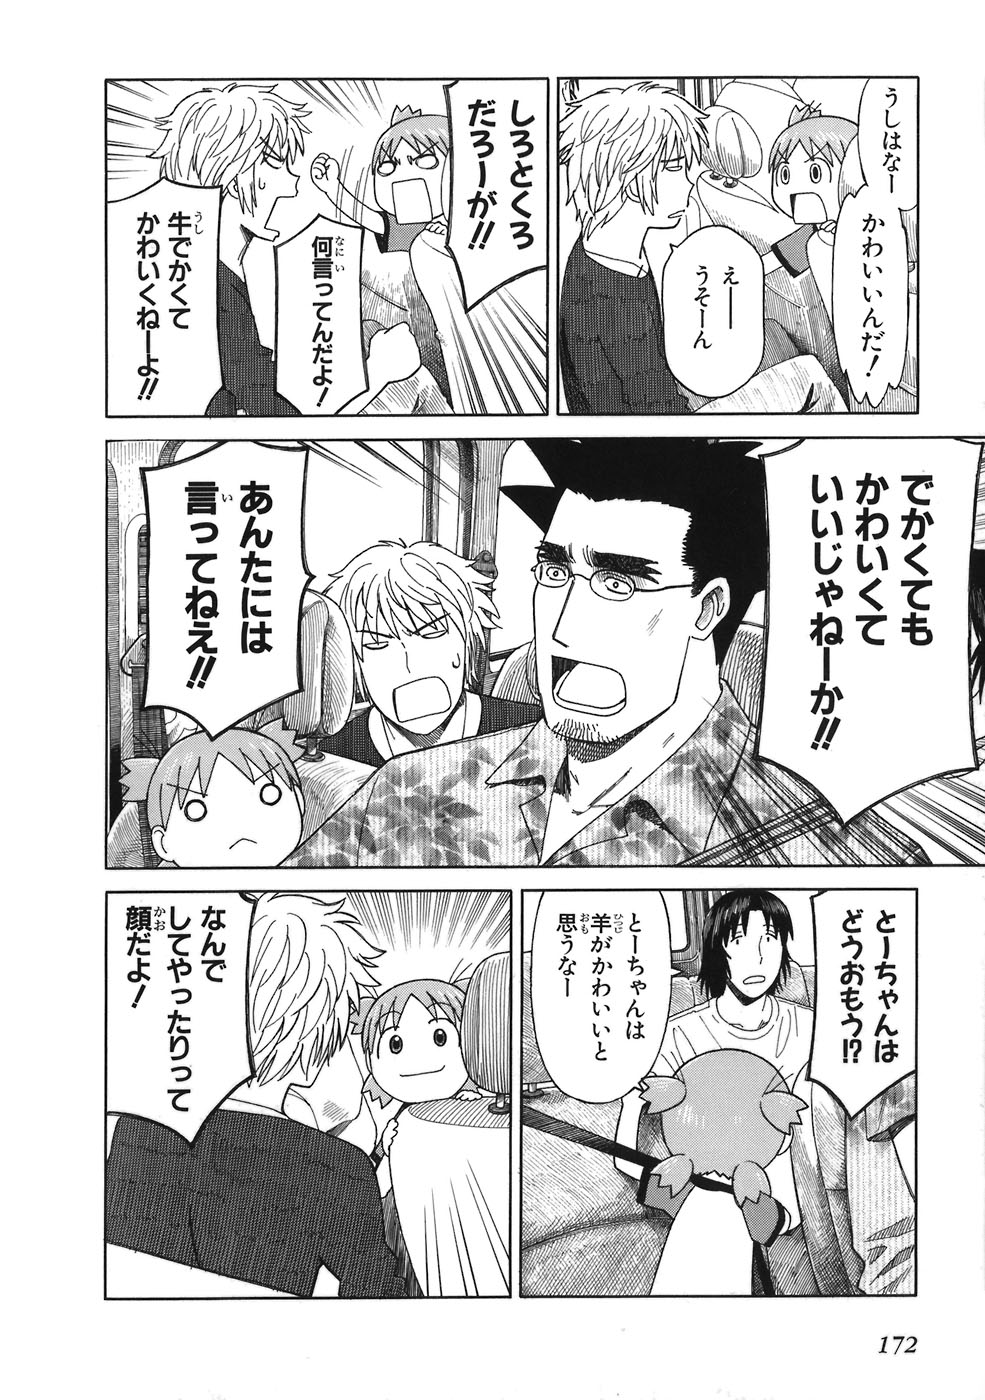 うしはなー
かわいいんだ！
えー
うそーん
しろとくろ
だろーが!!
何言ってんだよ！
牛でかくて
かわいくねーよ!!
でかくても
かわいくて
いいじゃねーか!!
あんたには
言ってねえ!!
とーちゃんは
どうおもう!?
とーちゃんは
羊がかわいいと
思うなー
なんで
してやったりって
顔だよ！
172